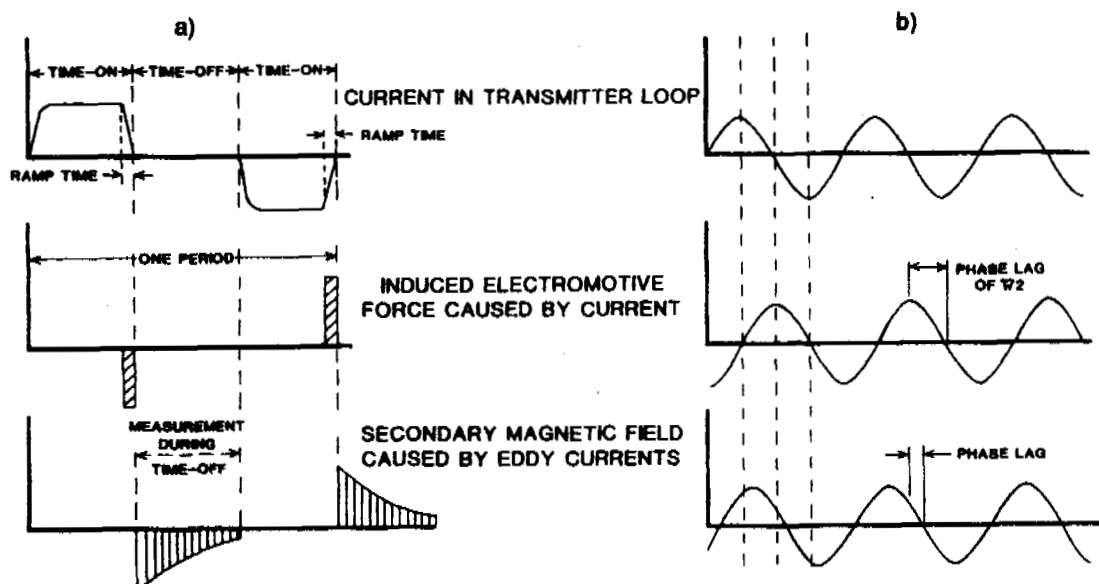 a)
b)
TIME-ON
TIME-OFF
TIME-ON
CURRENT IN TRANSMITTER LOOP
RAMP TIME
RAMP TIME
ONE PERIOD
INDUCED ELECTROMOTIVE
FORCE CAUSED BY CURRENT
PHASE LAG
OF π/2
MEASUREMENT
DURING
TIME-OFF
SECONDARY MAGNETIC FIELD
CAUSED BY EDDY CURRENTS
PHASE LAG